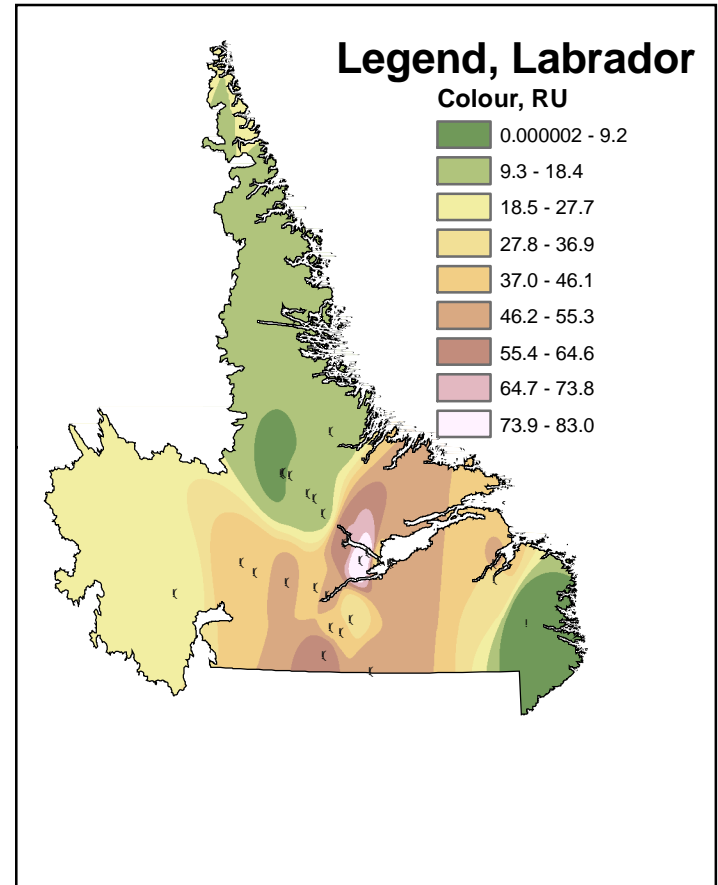 Legend, Labrador
Colour, RU
0.000002 - 9.2
9.3 - 18.4
18.5 - 27.7
27.8 - 36.9
37.0 - 46.1
46.2 - 55.3
55.4 - 64.6
64.7 - 73.8
73.9 - 83.0